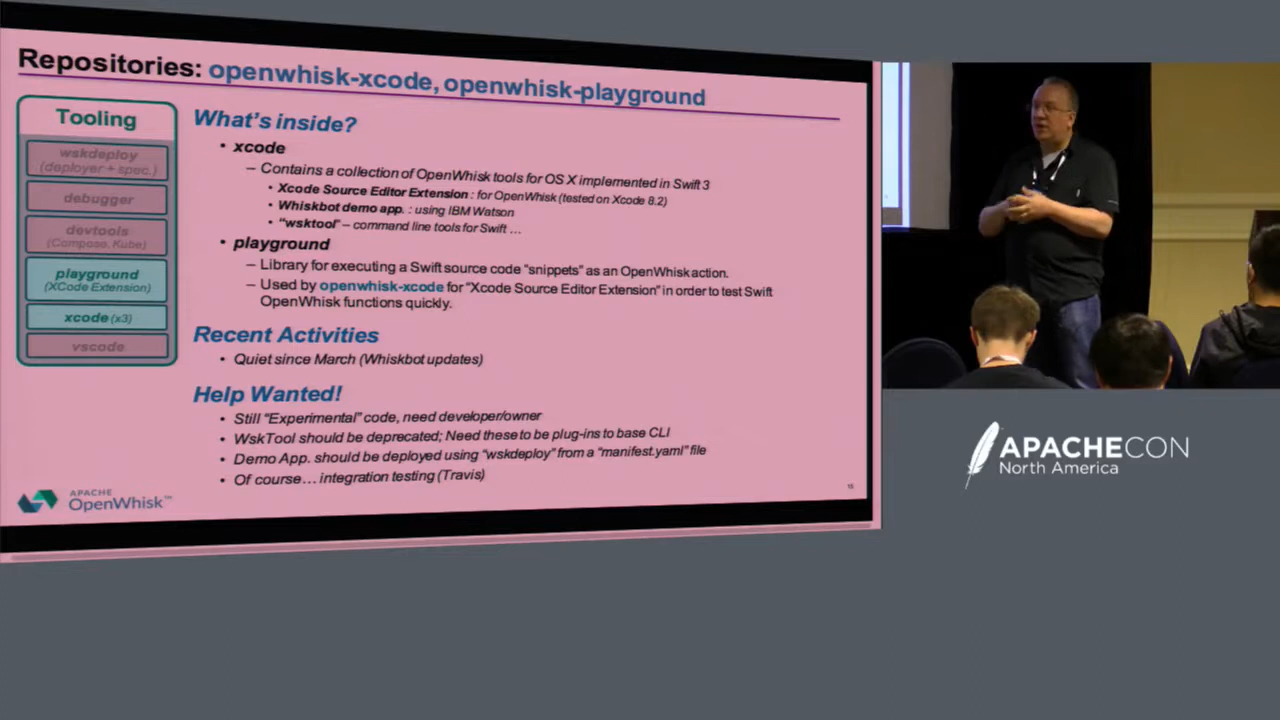 Repositories: openwhisk-xcode, openwhisk-playground
Tooling
wskdeploy
(deployer + spec.)
debugger
devtools
(Composo, Kubo)
playground
(XCode Extension)
xcode (x3)
vscode
What's inside?
• xcode
– Contains a collection of OpenWhisk tools for OS X implemented in Swift 3
• Xcode Source Editor Extension : for OpenWhisk (tested on Xcode 8.2)
• Whiskbot demo app. : using IBM Watson
• "wsktool" – command line tools for Swift ...
• playground
– Library for executing a Swift source code "snippets" as an OpenWhisk action.
– Used by openwhisk-xcode for "Xcode Source Editor Extension" in order to test Swift
OpenWhisk functions quickly.
Recent Activities
• Quiet since March (Whiskbot updates)
Help Wanted!
• Still "Experimental" code, need developer/owner
• WskTool should be deprecated; Need these to be plug-ins to base CLI
• Demo App. should be deployed using "wskdeploy" from a "manifest.yaml" file
• Of course... integration testing (Travis)
APACHE
OpenWhisk™
APACHECON
North America